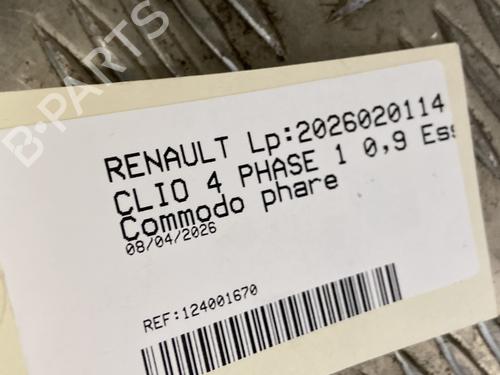 B-PARTS
RENAULT Lp:2026020114
CLIO 4 PHASE 1 0,9 Ess
Commodo phare
08/04/2026
REF:124001670